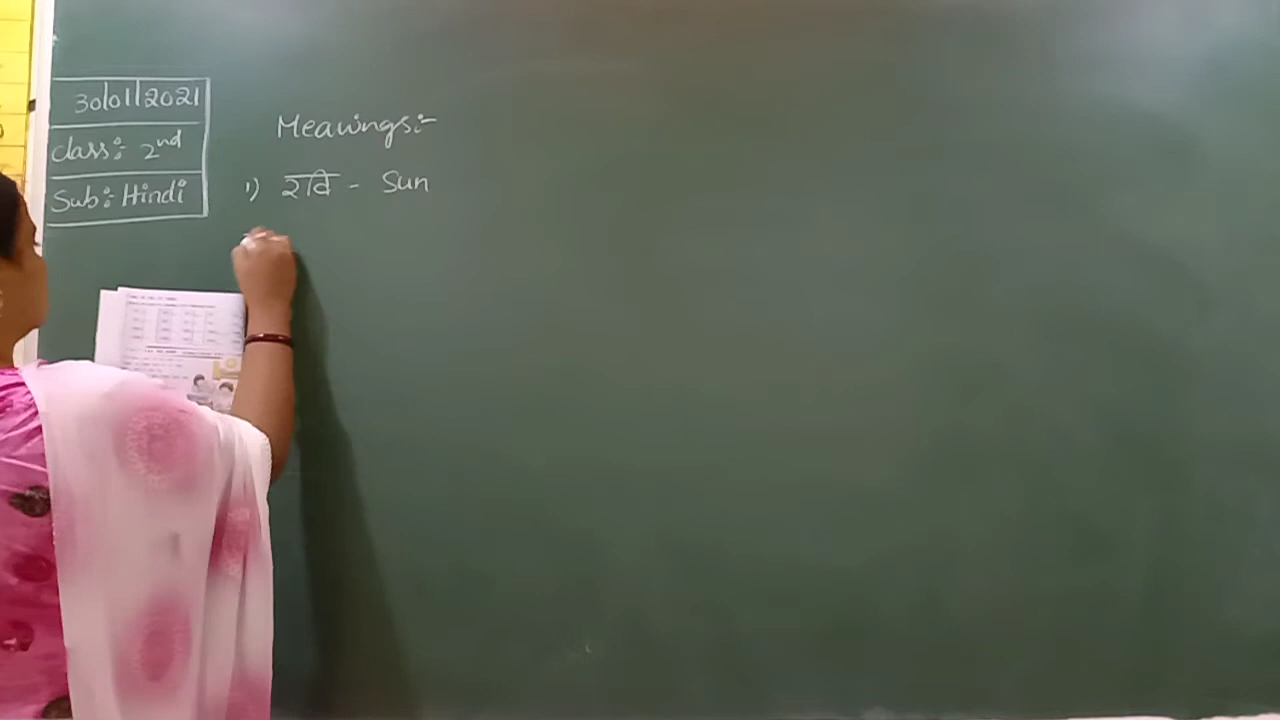 30/01/2021
class:- 2nd
Sub:- Hindi
Meanings:-
1) रवि - Sun